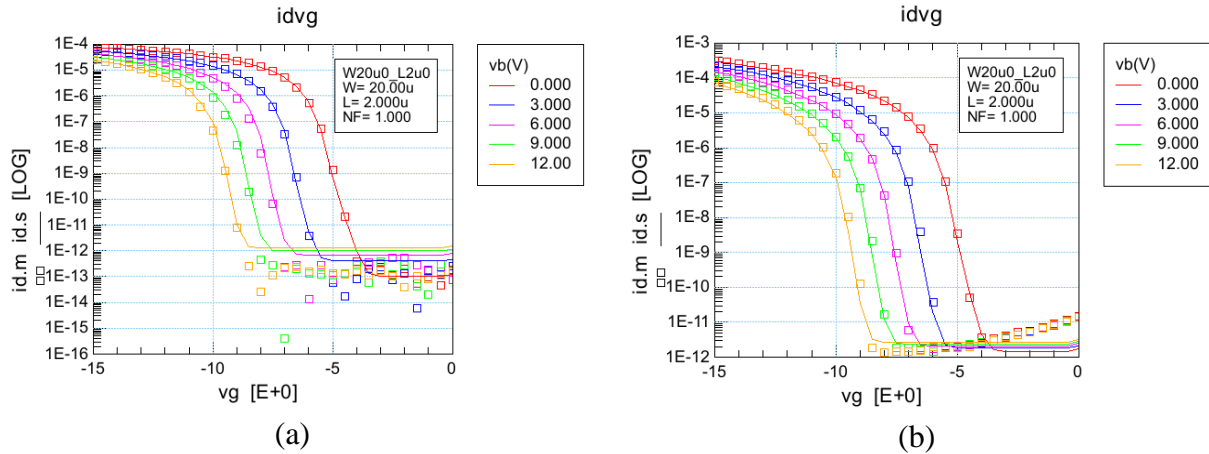 idvg
1E-4
1E-5
1E-6
1E-7
1E-8
1E-9
1E-10
1E-11
1E-12
1E-13
1E-14
1E-15
1E-16
id.m id.s [LOG]
-15
-10
-5
0
vg [E+0]
W20u0_L2u0
W= 20.00u
L= 2.000u
NF= 1.000
vb(V)
0.000
3.000
6.000
9.000
12.00
(a)
idvg
1E-3
1E-4
1E-5
1E-6
1E-7
1E-8
1E-9
1E-10
1E-11
1E-12
id.m id.s [LOG]
-15
-10
-5
0
vg [E+0]
W20u0_L2u0
W= 20.00u
L= 2.000u
NF= 1.000
vb(V)
0.000
3.000
6.000
9.000
12.00
(b)